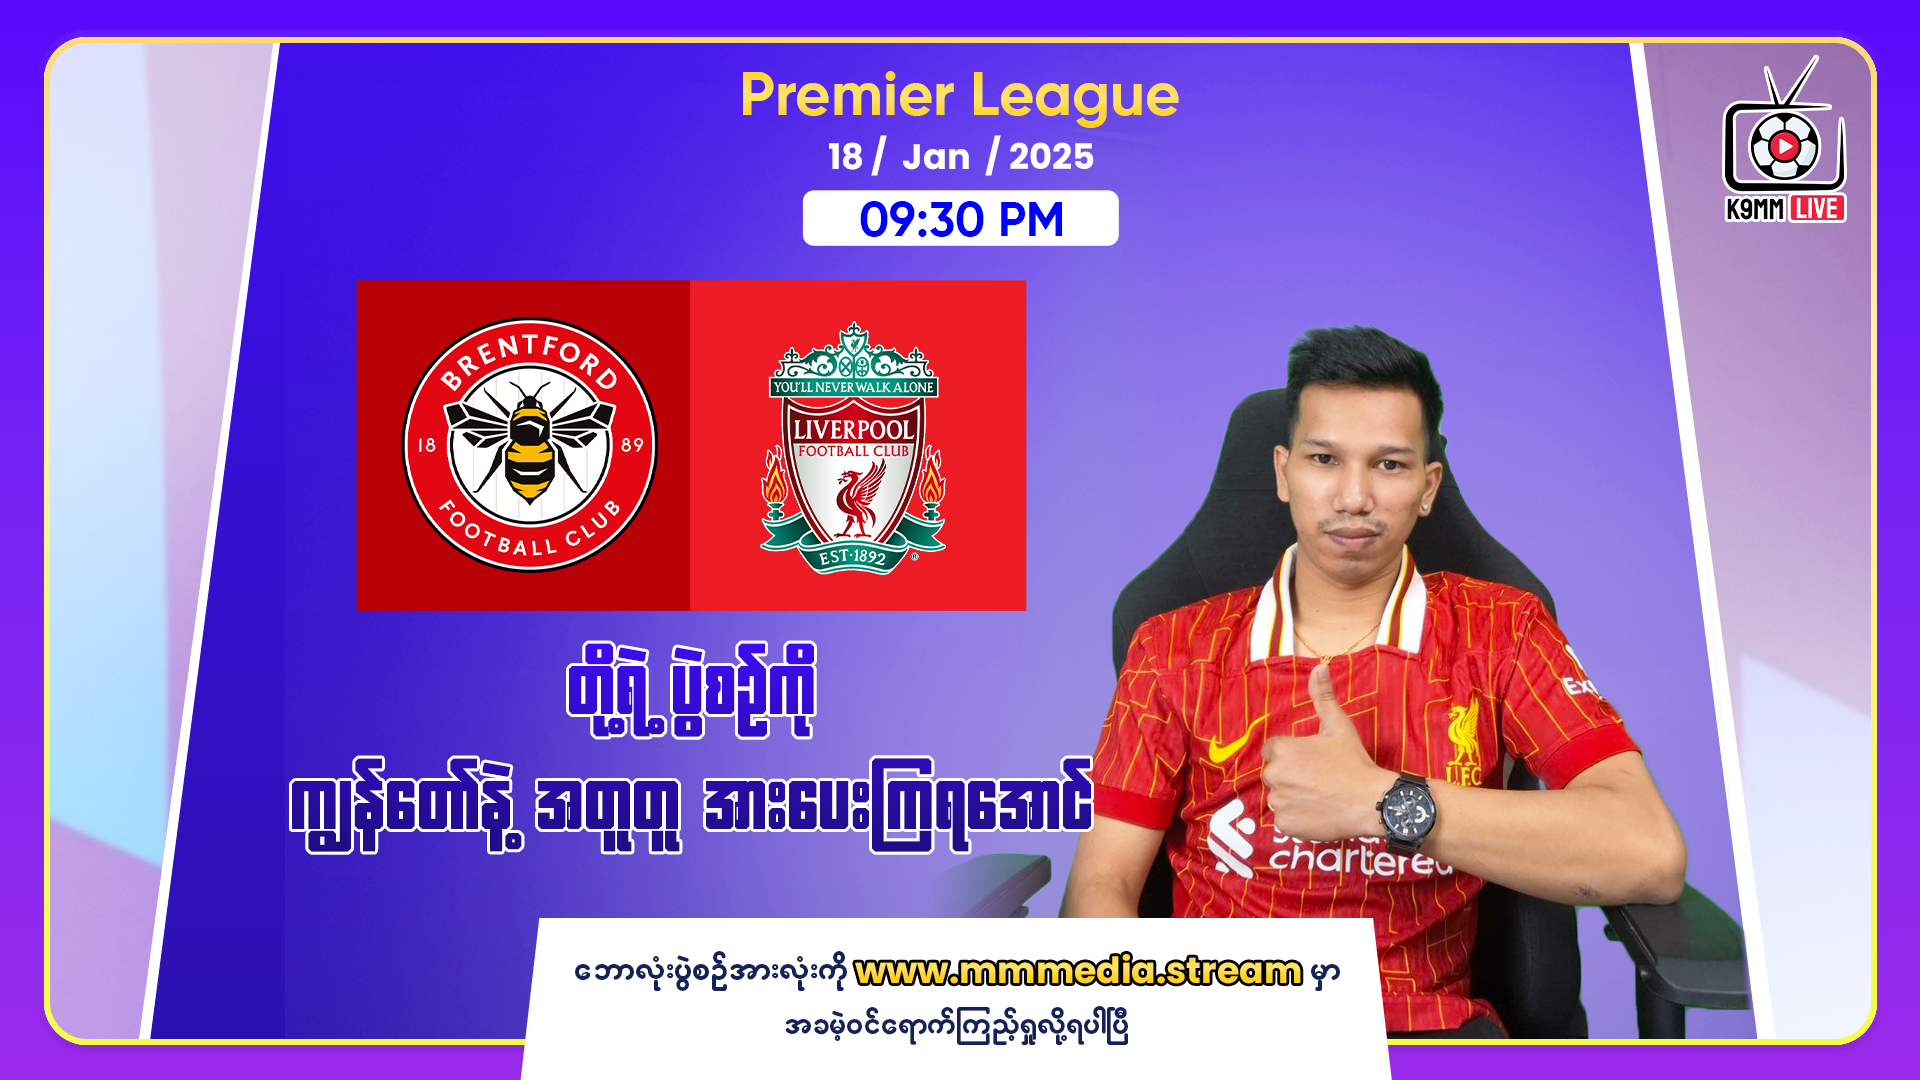 Premier League
18 / Jan / 2025
09:30 PM
K9MM LIVE
BRENTFORD
18 89
FOOTBALL CLUB
YOU'LL NEVER WALK ALONE
LIVERPOOL
FOOTBALL CLUB
EST·1892
®
တို့ရဲ့ ပွဲစဉ်ကို
ကျွန်တော်နဲ့ အတူတူ အားပေးကြရအောင်
L.F.C
chartered
ဘောလုံးပွဲစဉ်အားလုံးကို www.mmmedia.stream မှာ
အခမဲ့ဝင်ရောက်ကြည့်ရှုလို့ရပါပြီ